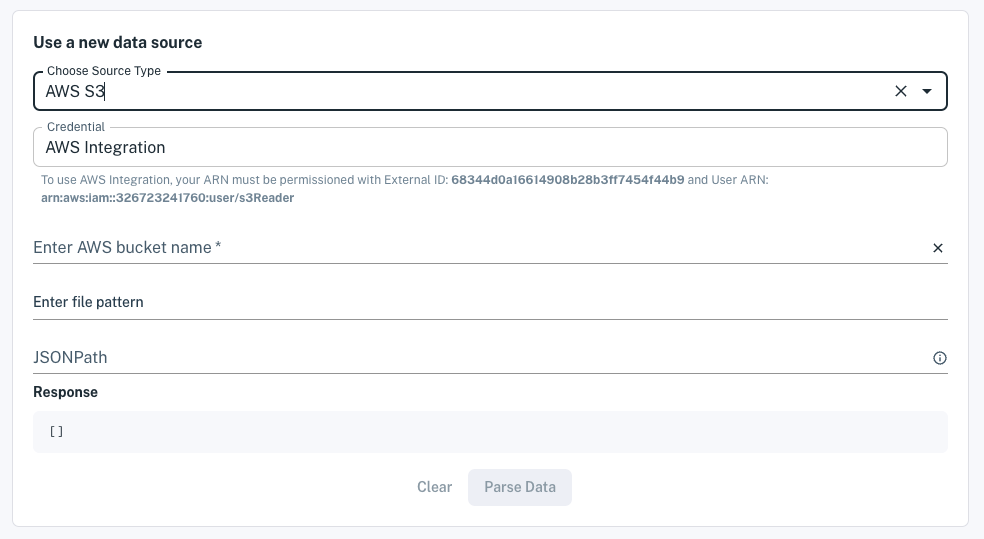 Use a new data source
Choose Source Type
AWS S3
Credential
AWS Integration
To use AWS Integration, your ARN must be permissioned with External ID: 68344d0a16614908b28b3ff7454f44b9 and User ARN:
arn:aws:iam::326723241760:user/s3Reader
Enter AWS bucket name *
Enter file pattern
JSONPath
Response
[]
Clear Parse Data